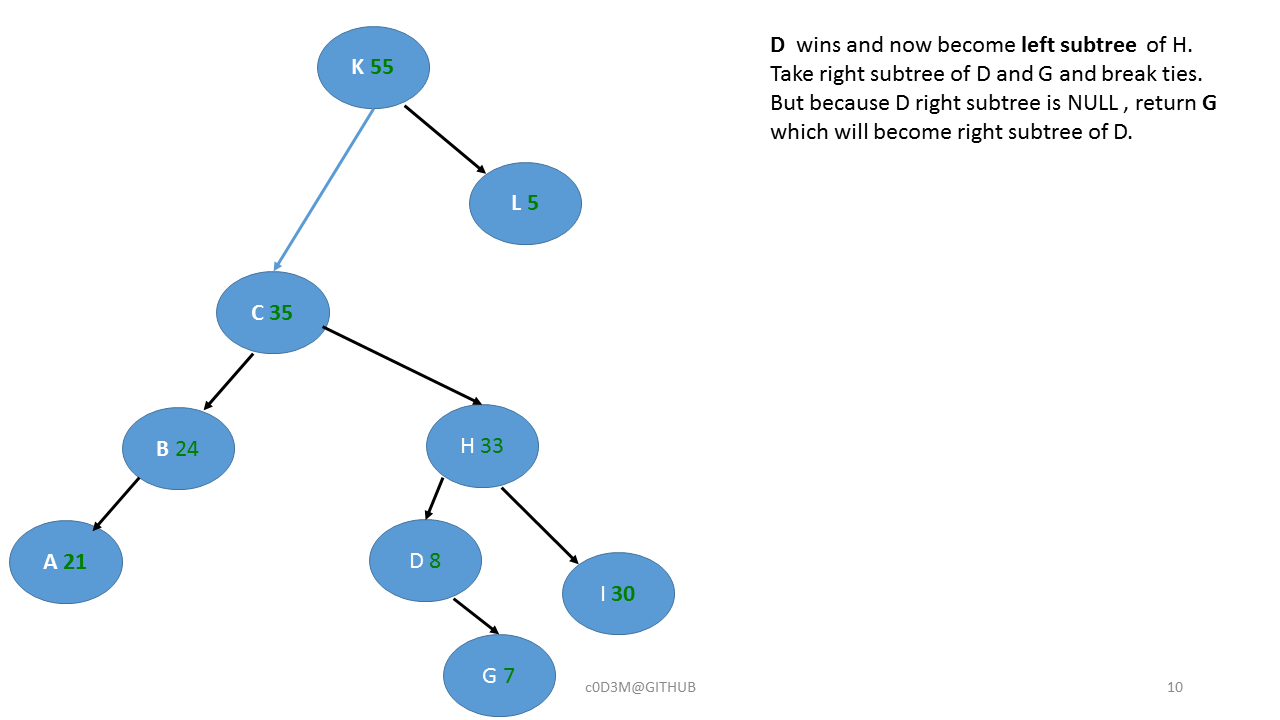 K 55
D wins and now become left subtree of H.
Take right subtree of D and G and break ties.
But because D right subtree is NULL , return G
which will become right subtree of D.
L 5
C 35
B 24
H 33
A 21
D 8
I 30
G 7
c0D3M@GITHUB
10